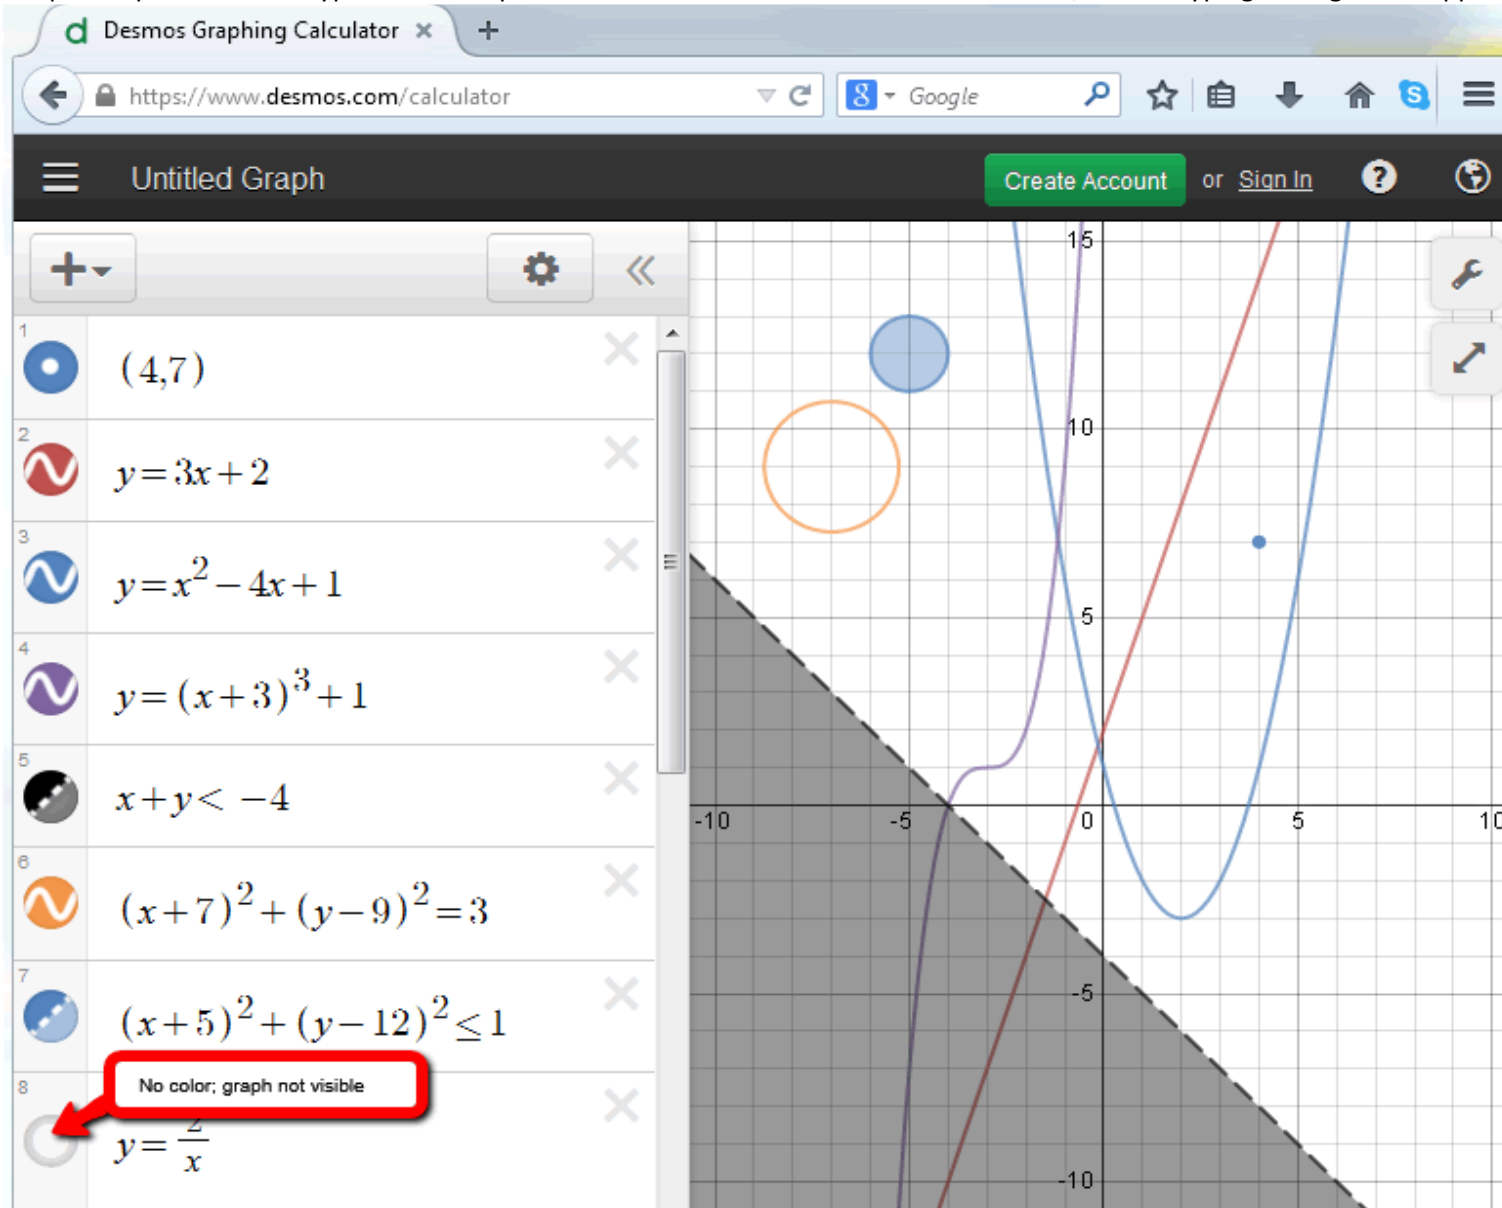 Desmos Graphing Calculator
https://www.desmos.com/calculator
Google
Untitled Graph
Create Account or Sign In
1
(4,7)
2
y=3x+2
3
y=x²−4x+1
4
y=(x+3)³+1
5
x+y< −4
6
(x+7)²+(y−9)²=3
7
(x+5)²+(y−12)²≤1
No color; graph not visible
8
y=2/x
15
10
5
-10 -5 0 5 10
-5
-10